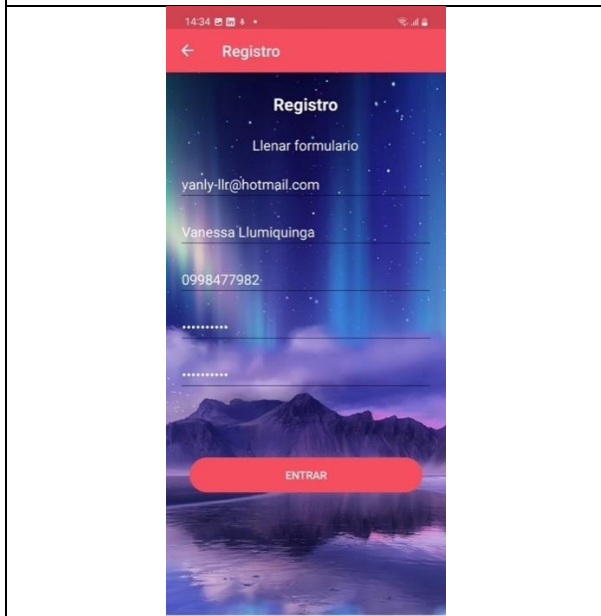 14:34
Registro
Registro
Llenar formulario
yanly-llr@hotmail.com
Vanessa Llumiquinga
0998477982
••••••••••
••••••••••
ENTRAR